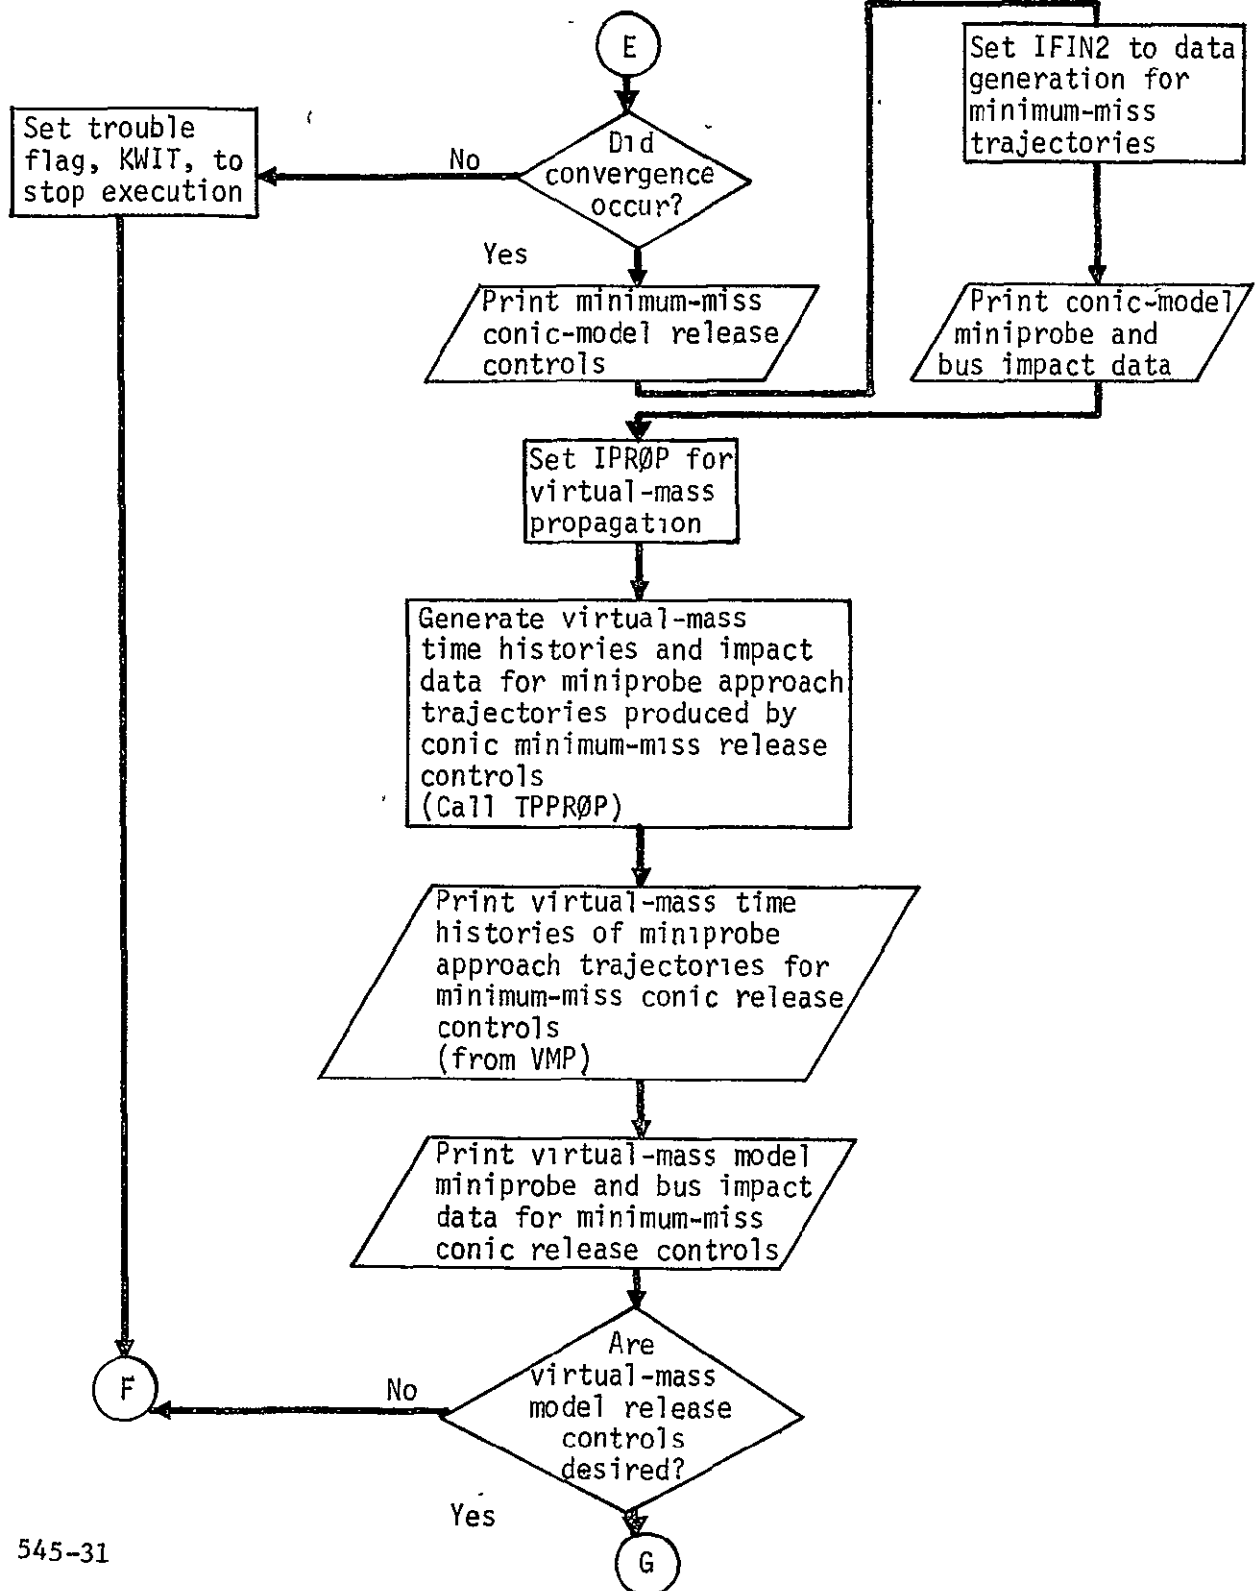 E
Did
convergence
occur?
No
Set trouble
flag, KWIT, to
stop execution
Yes
Print minimum-miss
conic-model release
controls
Set IFIN2 to data
generation for
minimum-miss
trajectories
Print conic-model
miniprobe and
bus impact data
Set IPRØP for
virtual-mass
propagation
Generate virtual-mass
time histories and impact
data for miniprobe approach
trajectories produced by
conic minimum-miss release
controls
(Call TPPRØP)
Print virtual-mass time
histories of miniprobe
approach trajectories for
minimum-miss conic release
controls
(from VMP)
Print virtual-mass model
miniprobe and bus impact
data for minimum-miss
conic release controls
Are
virtual-mass
model release
controls
desired?
No
F
Yes
G
545-31